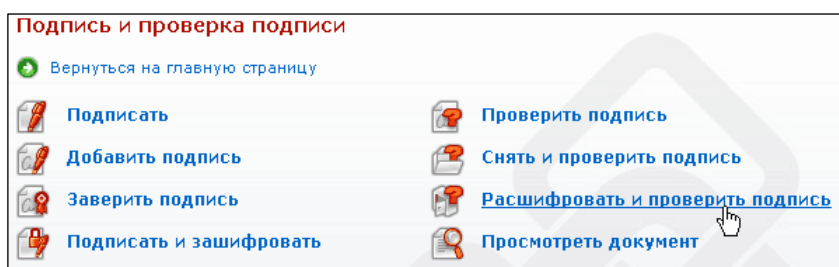 Подпись и проверка подписи
Вернуться на главную страницу
Подписать
Проверить подпись
Добавить подпись
Снять и проверить подпись
Заверить подпись
Расшифровать и проверить подпись
Подписать и зашифровать
Просмотреть документ